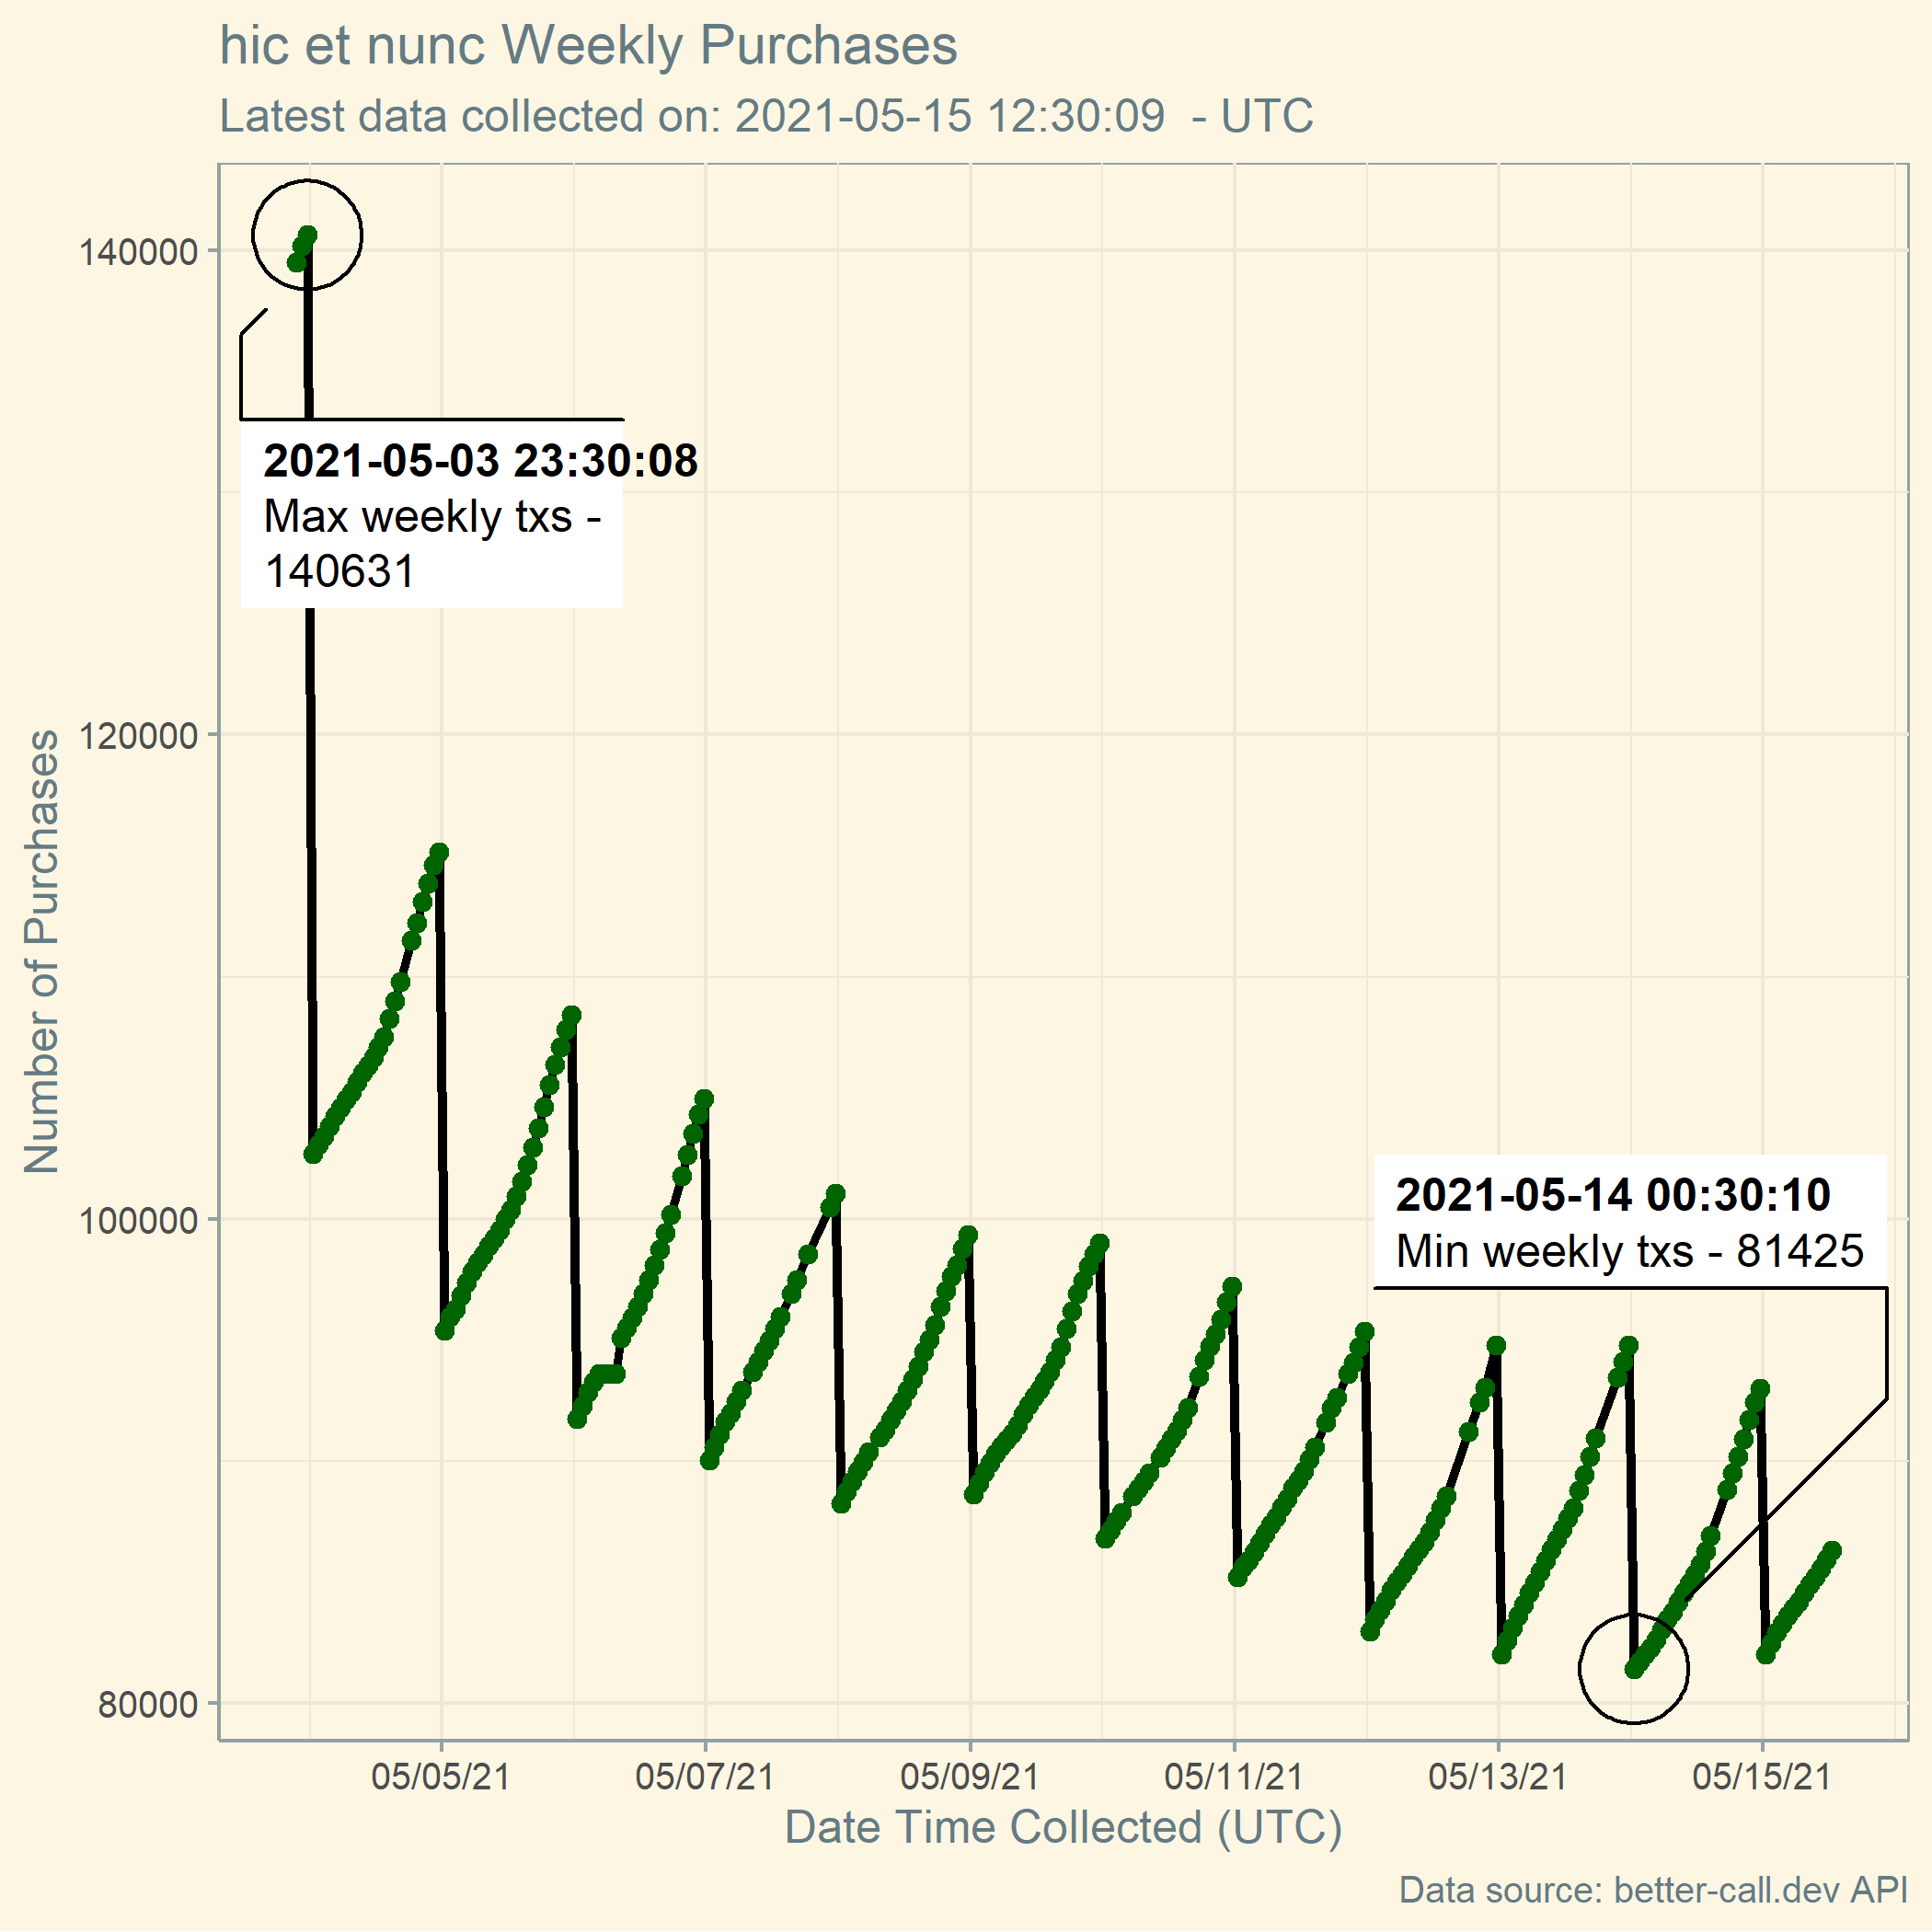 hic et nunc Weekly Purchases
Latest data collected on: 2021-05-15 12:30:09  - UTC
Number of Purchases
140000
120000
100000
80000
2021-05-03 23:30:08
Max weekly txs -
140631
2021-05-14 00:30:10
Min weekly txs - 81425
05/05/21
05/07/21
05/09/21
05/11/21
05/13/21
05/15/21
Date Time Collected (UTC)
Data source: better-call.dev API